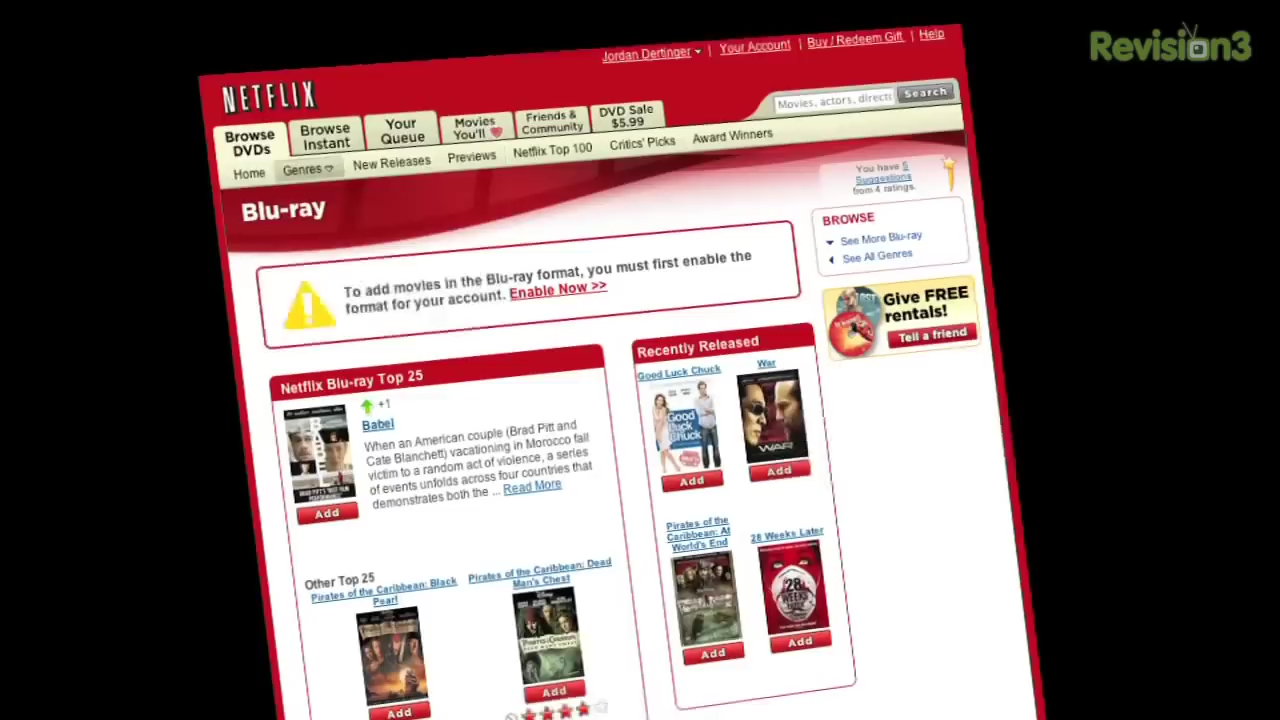 Revision3
Jordan Dertinger | Your Account | Buy / Redeem Gift | Help
NETFLIX
Movies, actors, directo Search
Browse DVDs
Browse Instant
Your Queue
Movies You'll
Friends & Community
DVD Sale $5.99
Home Genres New Releases Previews Netflix Top 100 Critics' Picks Award Winners
You have 5
Suggestions
from 4 ratings.
Blu-ray
BROWSE
See More Blu-ray
See All Genres
To add movies in the Blu-ray format, you must first enable the
format for your account. Enable Now >>
Give FREE
rentals!
Tell a friend
Netflix Blu-ray Top 25
+1
Babel
When an American couple (Brad Pitt and
Cate Blanchett) vacationing in Morocco fall
victim to a random act of violence, a series
of events unfolds across four countries that
demonstrates both the ... Read More
BABEL
Add
Recently Released
Good Luck Chuck
Good
Luck
Chuck
Add
War
WAR
Add
Pirates of the
Caribbean: At
World's End
Add
28 Weeks Later
28
WEEKS
LATER
Add
Other Top 25
Pirates of the Caribbean: Black
Pearl
Add
Pirates of the Caribbean: Dead
Man's Chest
Add